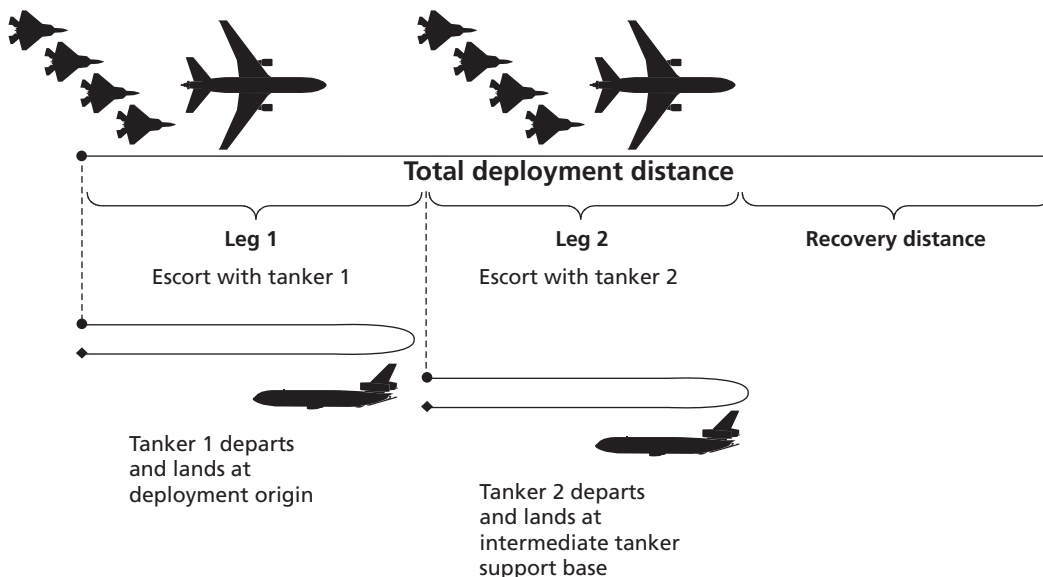 Total deployment distance
Leg 1
Leg 2
Recovery distance
Escort with tanker 1
Escort with tanker 2
Tanker 1 departs
and lands at
deployment origin
Tanker 2 departs
and lands at
intermediate tanker
support base